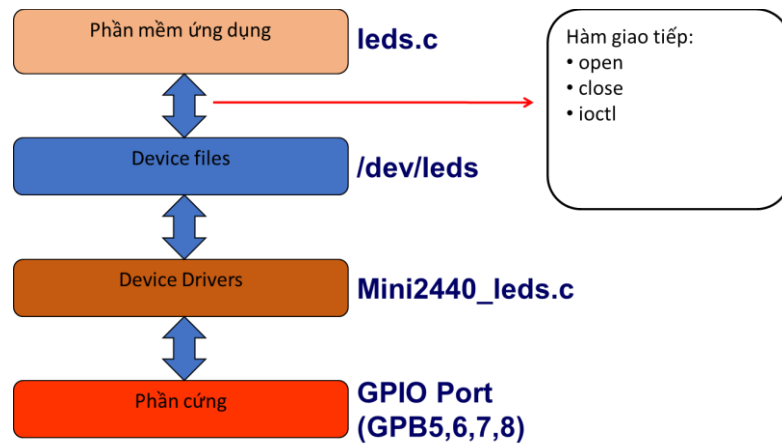 Phần mềm ứng dụng
leds.c
Hàm giao tiếp:
• open
• close
• ioctl
Device files
/dev/leds
Device Drivers
Mini2440_leds.c
Phần cứng
GPIO Port
(GPB5,6,7,8)